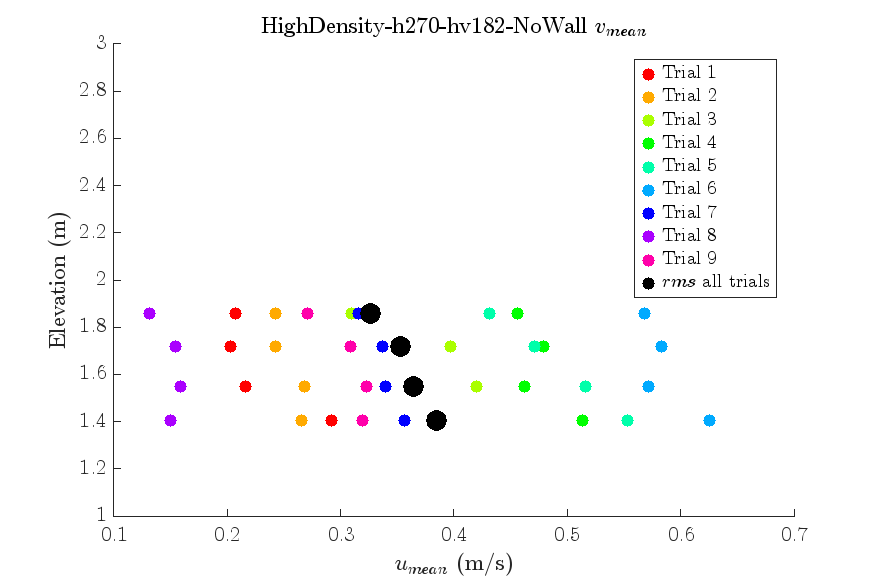 HighDensity-h270-hv182-NoWall v_mean
3
2.8
2.6
2.4
2.2
2
1.8
1.6
1.4
1.2
1
Elevation (m)
Trial 1
Trial 2
Trial 3
Trial 4
Trial 5
Trial 6
Trial 7
Trial 8
Trial 9
rms all trials
0.1 0.2 0.3 0.4 0.5 0.6 0.7
u_mean (m/s)